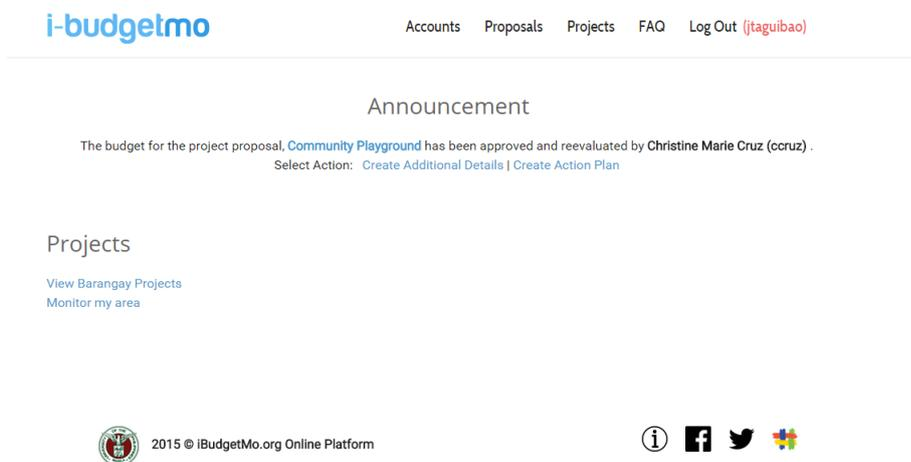 i-budgetmo
Accounts Proposals Projects FAQ Log Out (jtaguibao)
Announcement
The budget for the project proposal, Community Playground has been approved and reevaluated by Christine Marie Cruz (ccruz) .
Select Action: Create Additional Details | Create Action Plan
Projects
View Barangay Projects
Monitor my area
2015 © iBudgetMo.org Online Platform